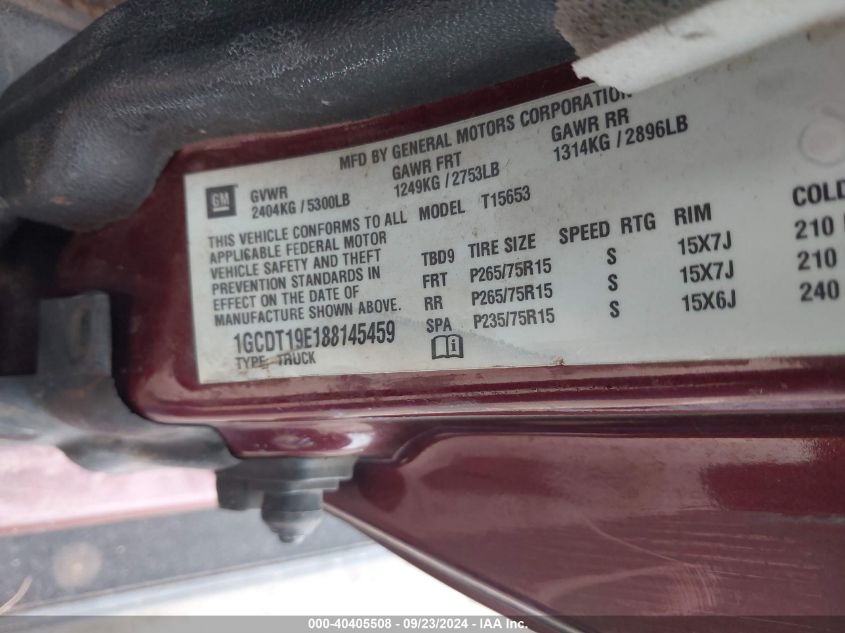 MFD BY GENERAL MOTORS CORPORATION
GM
GVWR GAWR FRT GAWR RR
2404KG / 5300LB 1249KG / 2753LB 1314KG / 2896LB
THIS VEHICLE CONFORMS TO ALL
APPLICABLE FEDERAL MOTOR
VEHICLE SAFETY AND THEFT
PREVENTION STANDARDS IN
EFFECT ON THE DATE OF
MANUFACTURE SHOWN ABOVE.
1GCDT19E188145459
TYPE: TRUCK
MODEL T15653
TBD9 TIRE SIZE SPEED RTG RIM COLD
FRT P265/75R15 S 15X7J 210
RR P265/75R15 S 15X7J 210
SPA P235/75R15 S 15X6J 240
000-40405508 - 09/23/2024 - IAA Inc.